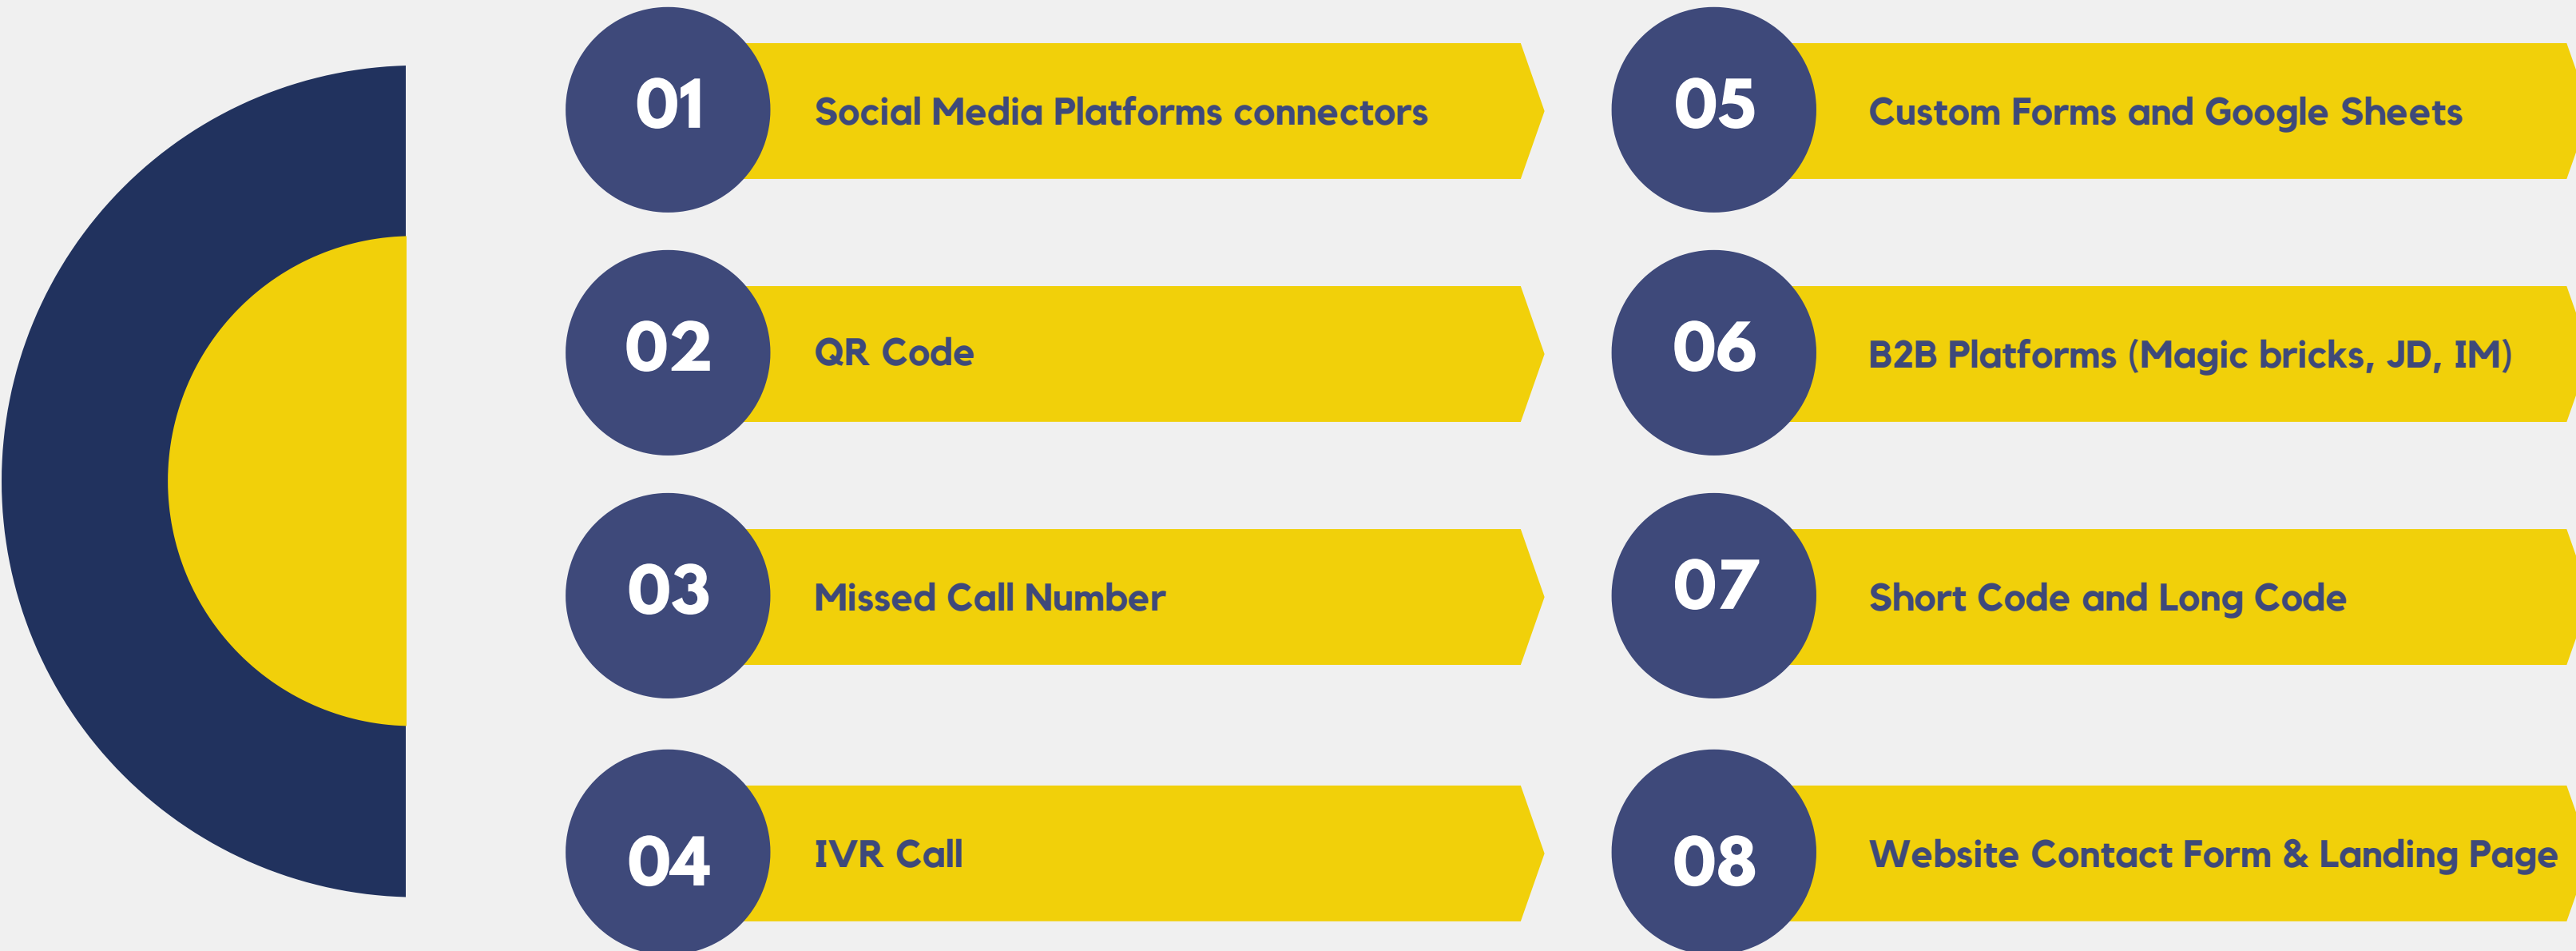 01
Social Media Platforms connectors
02
QR Code
03
Missed Call Number
04
IVR Call
05
Custom Forms and Google Sheets
06
B2B Platforms (Magic bricks, JD, IM)
07
Short Code and Long Code
08
Website Contact Form & Landing Page